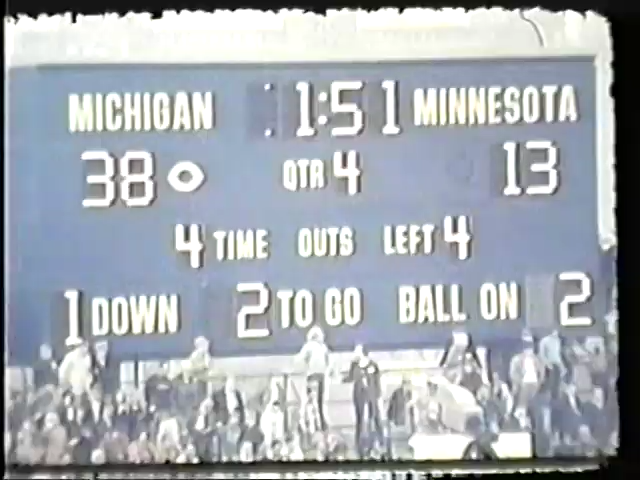 MICHIGAN 1:51 MINNESOTA
38 QTR 4 13
4 TIME OUTS LEFT 4
1 DOWN 2 TO GO BALL ON 2